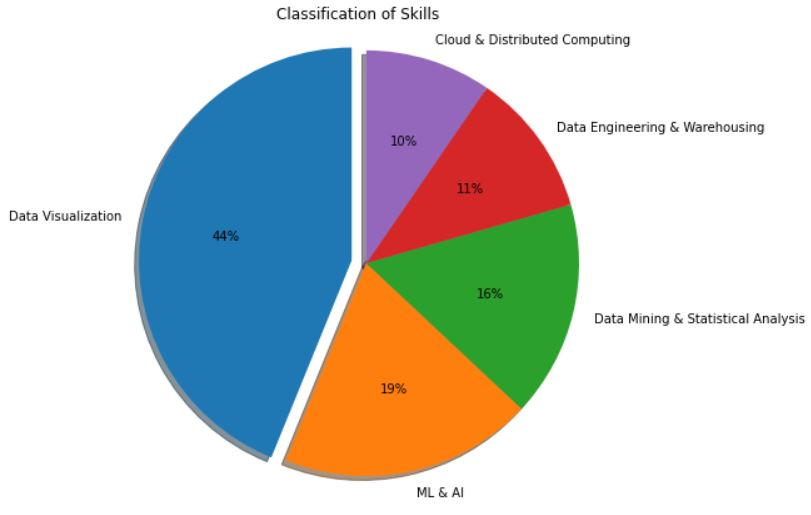 Classification of Skills
Cloud & Distributed Computing
10%
Data Engineering & Warehousing
11%
Data Visualization
44%
16%
Data Mining & Statistical Analysis
19%
ML & AI